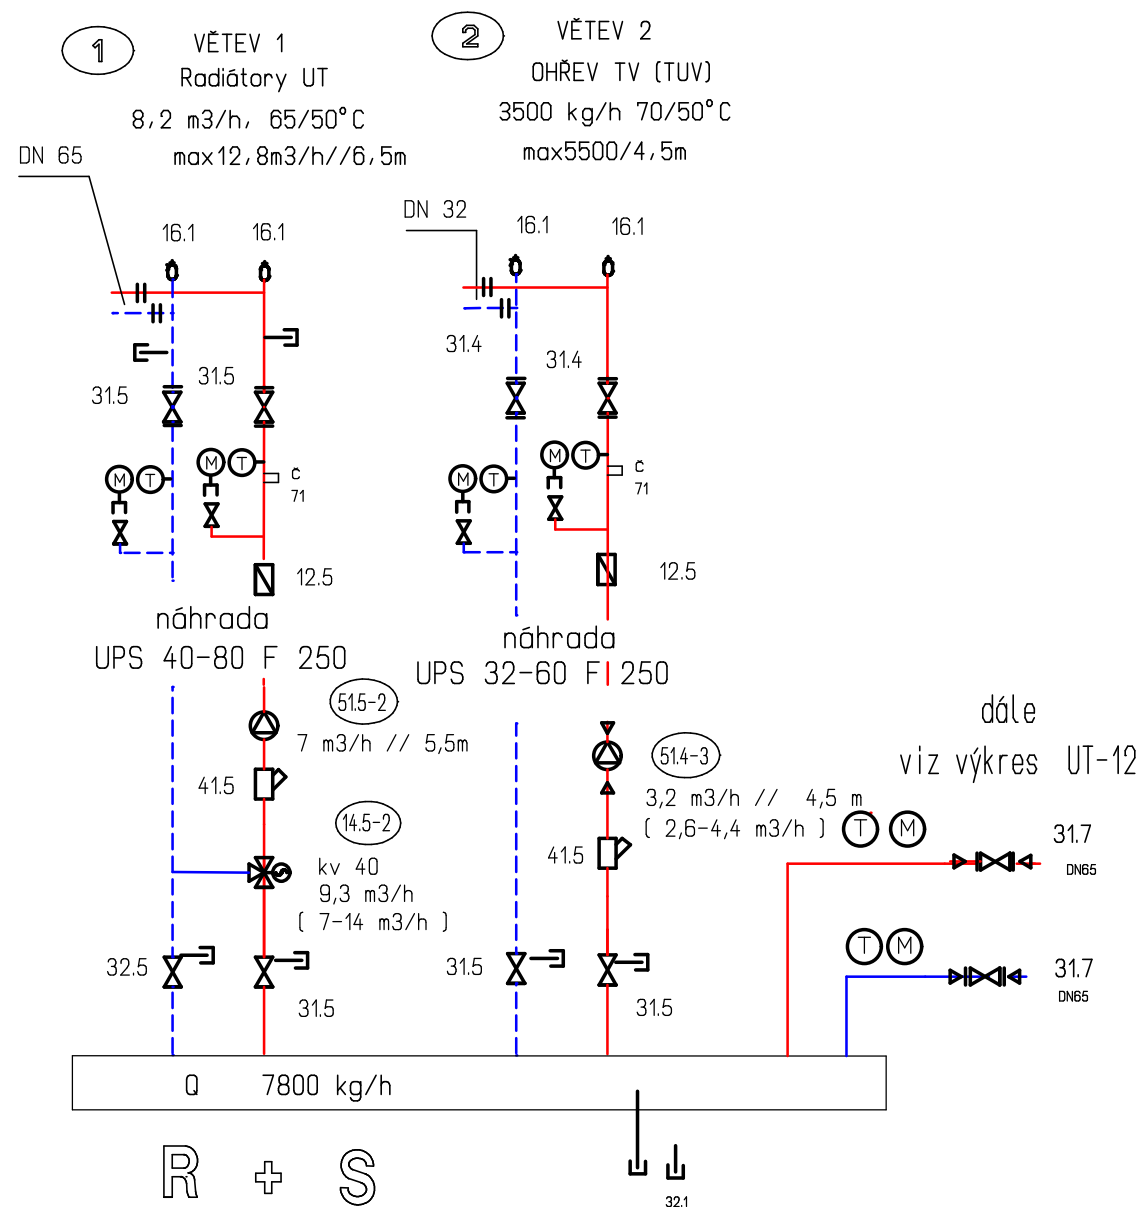 1
VĚTEV 1
Radiátory UT
8,2 m3/h, 65/50°C
max12,8m3/h//6,5m
DN 65
2
VĚTEV 2
OHŘEV TV (TUV)
3500 kg/h 70/50°C
max5500/4,5m
DN 32
16.1
16.1
16.1
16.1
31.5
31.5
31.4
31.4
M
T
M
T
Č
71
M
T
M
T
Č
71
12.5
12.5
náhrada
UPS 40-80 F 250
náhrada
UPS 32-60 F 250
51.5-2
7 m3/h // 5,5m
41.5
14.5-2
kv 40
9,3 m3/h
( 7-14 m3/h )
32.5
31.5
51.4-3
3,2 m3/h // 4,5 m
( 2,6-4,4 m3/h )
41.5
31.5
31.5
dále
viz výkres UT-12
T
M
31.7
DN65
T
M
31.7
DN65
Q 7800 kg/h
R + S
32.1